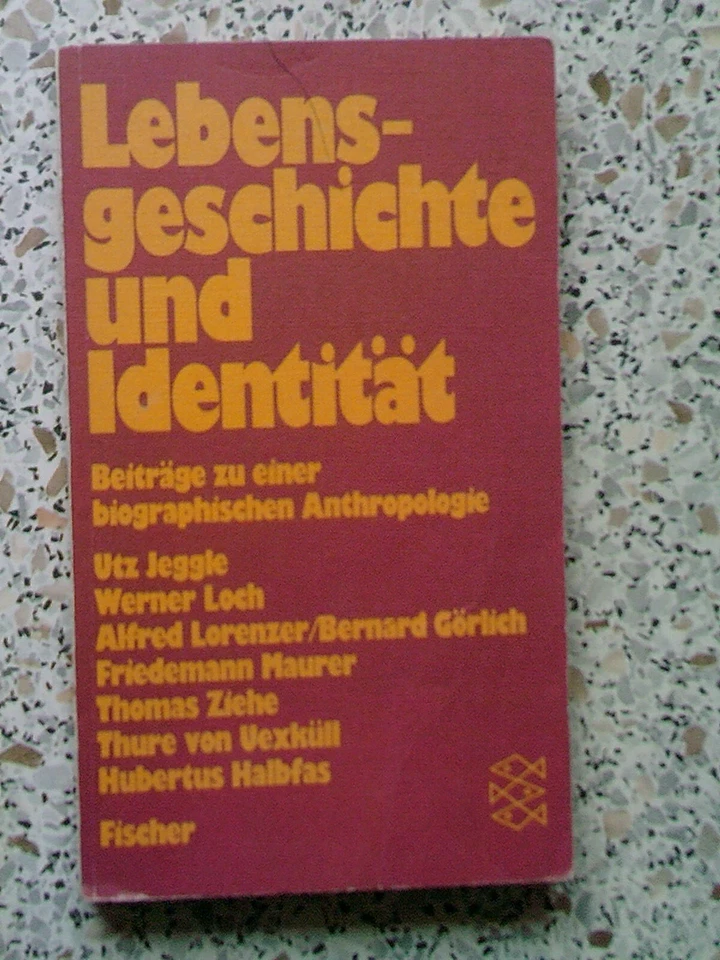 Lebens-
geschichte
und
Identität
Beiträge zu einer
biographischen Anthropologie
Utz Jeggle
Werner Loch
Alfred Lorenzer/Bernard Görlich
Friedemann Maurer
Thomas Ziehe
Thure von Uexküll
Hubertus Halbfas
Fischer